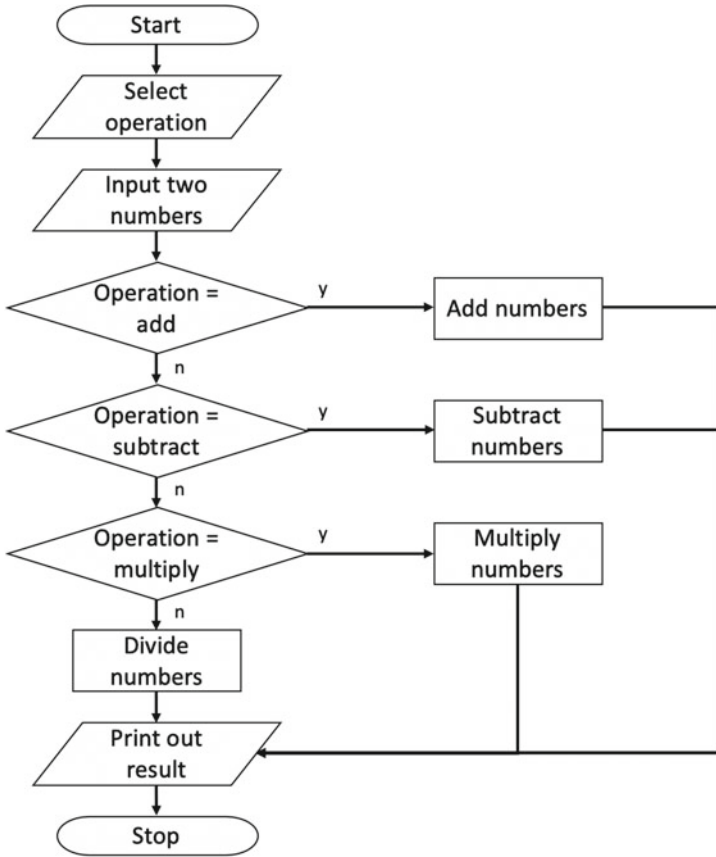 Start
Select
operation
Input two
numbers
Operation =
add
y
Add numbers
n
Operation =
subtract
y
Subtract
numbers
n
Operation =
multiply
y
Multiply
numbers
n
Divide
numbers
Print out
result
Stop